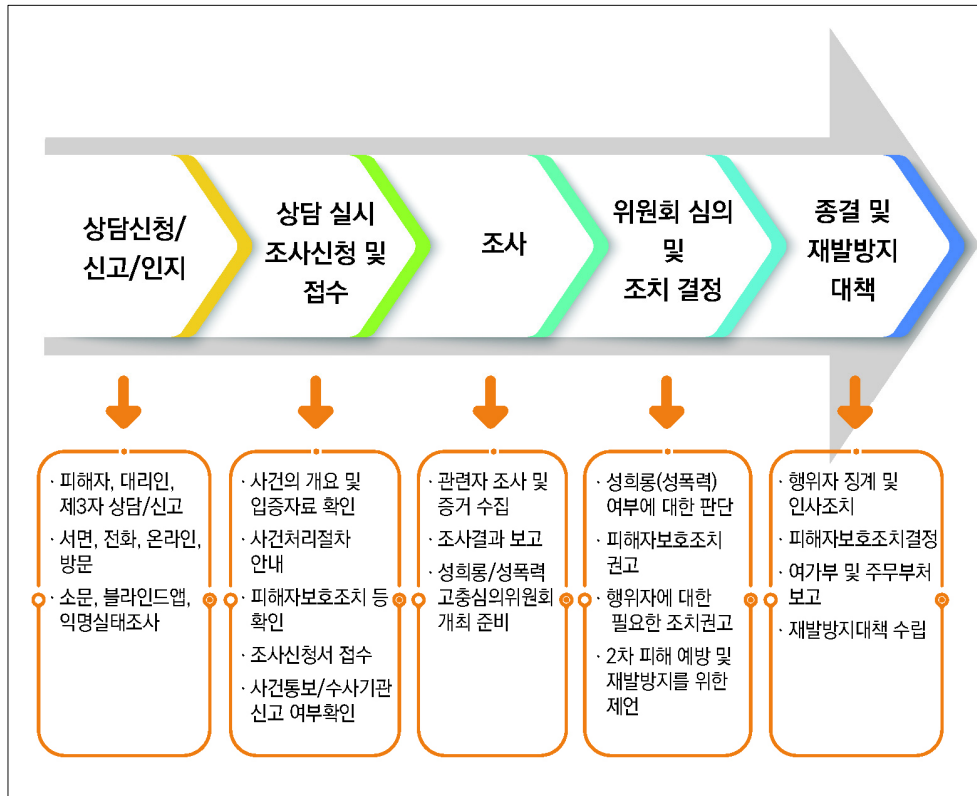 상담신청/
신고/인지
상담 실시
조사신청 및
접수
조사
위원회 심의
및
조치 결정
종결 및
재발방지
대책
· 피해자, 대리인,
제3자 상담/신고
· 서면, 전화, 온라인,
방문
· 소문, 블라인드앱,
익명실태조사
· 사건의 개요 및
입증자료 확인
· 사건처리절차
안내
· 피해자보호조치 등
확인
· 조사신청서 접수
· 사건통보/수사기관
신고 여부확인
· 관련자 조사 및
증거 수집
· 조사결과 보고
· 성희롱/성폭력
고충심의위원회
개최 준비
· 성희롱(성폭력)
여부에 대한 판단
· 피해자보호조치
권고
· 행위자에 대한
필요한 조치권고
· 2차 피해 예방 및
재발방지를 위한
제언
· 행위자 징계 및
인사조치
· 피해자보호조치결정
· 여가부 및 주무부처
보고
· 재발방지대책 수립